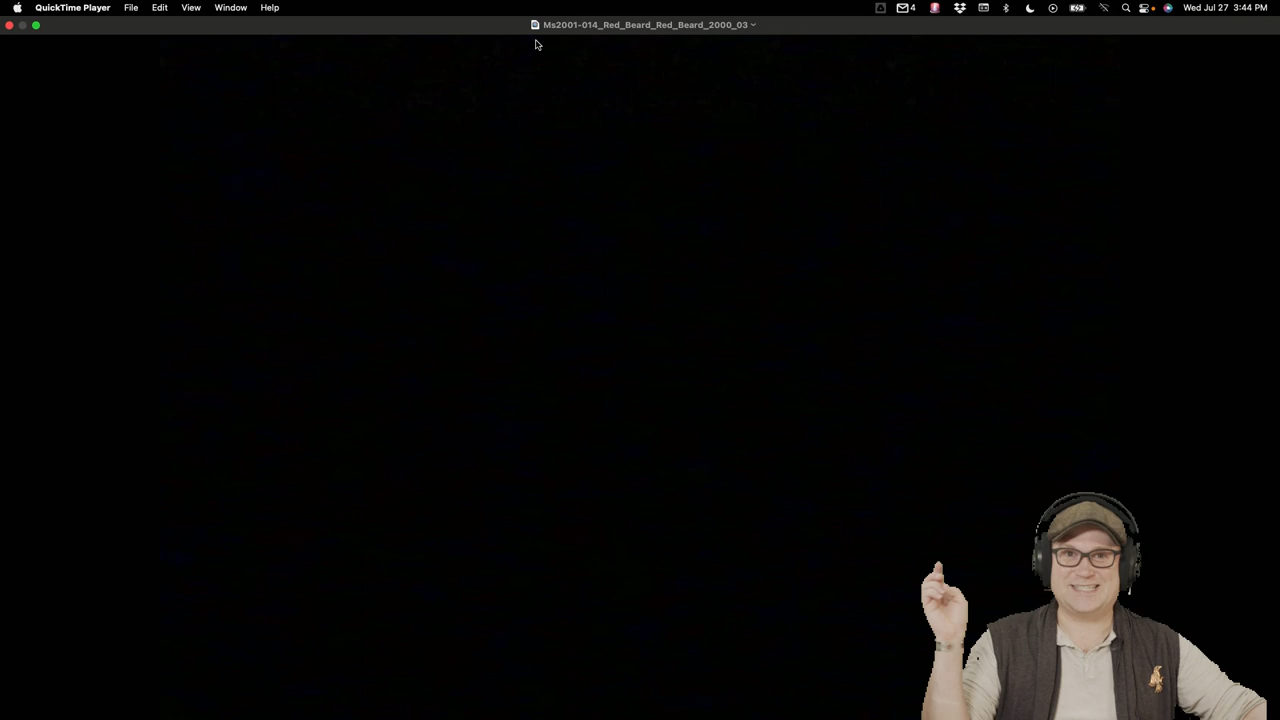 QuickTime Player File Edit View Window Help 4 Wed Jul 27 3:44 PM
Ms2001-014_Red_Beard_Red_Beard_2000_03